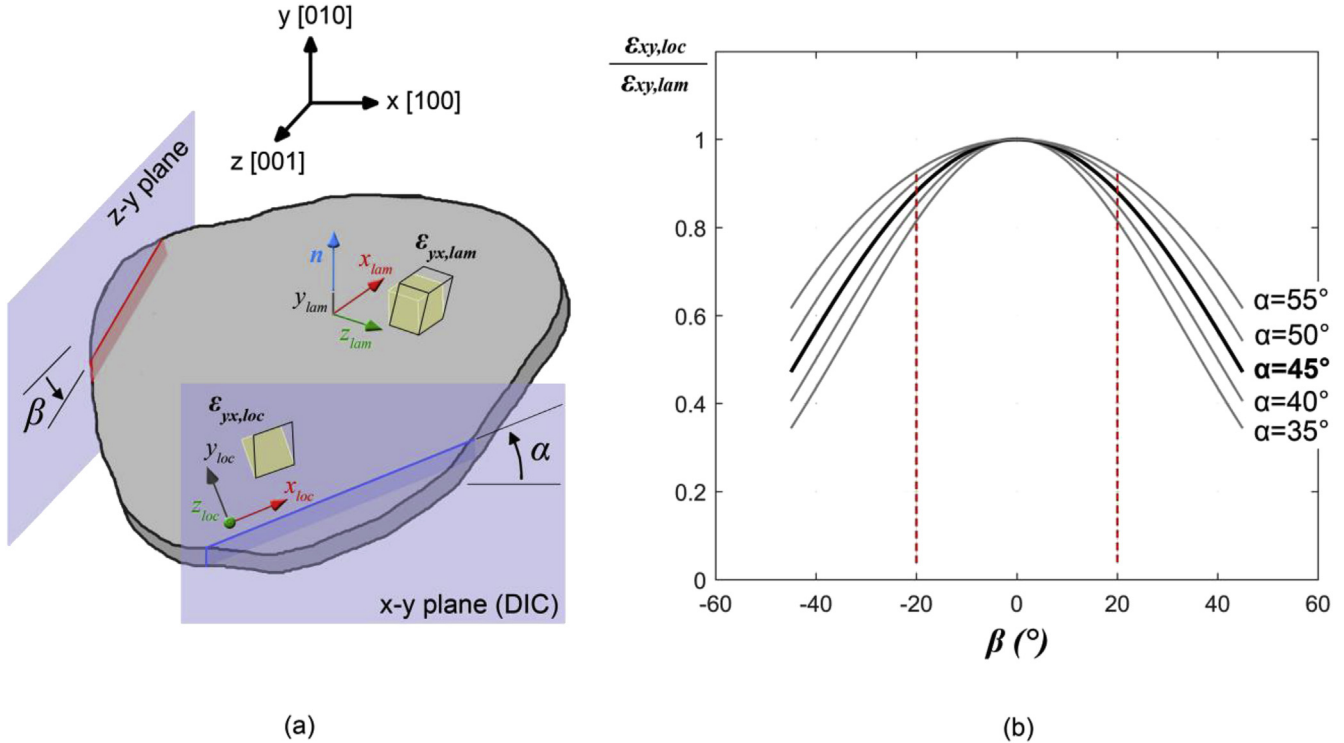 y [010]
x [100]
z [001]
z-y plane
n
x_lam
ε_yx,lam
y_lam
z_lam
β
ε_yx,loc
y_loc
x_loc
z_loc
α
x-y plane (DIC)
(a)
ε_xy,loc
ε_xy,lam
1
0.8
0.6
0.4
0.2
0
-60
-40
-20
0
20
40
60
α=55°
α=50°
α=45°
α=40°
α=35°
β (°)
(b)